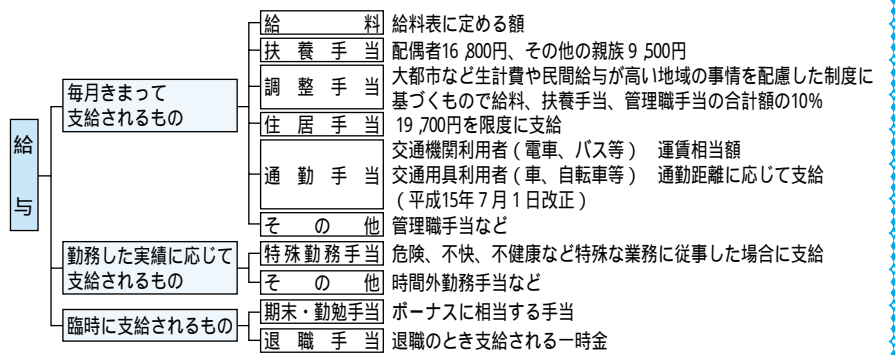 給与
毎月きまって
支給されるもの
給料 給料表に定める額
扶養手当 配偶者16,800円、その他の親族9,500円
調整手当 大都市など生計費や民間給与が高い地域の事情を配慮した制度に
基づくもので給料、扶養手当、管理職手当の合計額の10%
住居手当 19,700円を限度に支給
通勤手当 交通機関利用者(電車、バス等) 運賃相当額
交通用具利用者(車、自転車等) 通勤距離に応じて支給
(平成15年7月1日改正)
その他 管理職手当など
勤務した実績に応じて
支給されるもの
特殊勤務手当 危険、不快、不健康など特殊な業務に従事した場合に支給
その他 時間外勤務手当など
臨時に支給されるもの
期末・勤勉手当 ボーナスに相当する手当
退職手当 退職のとき支給される一時金